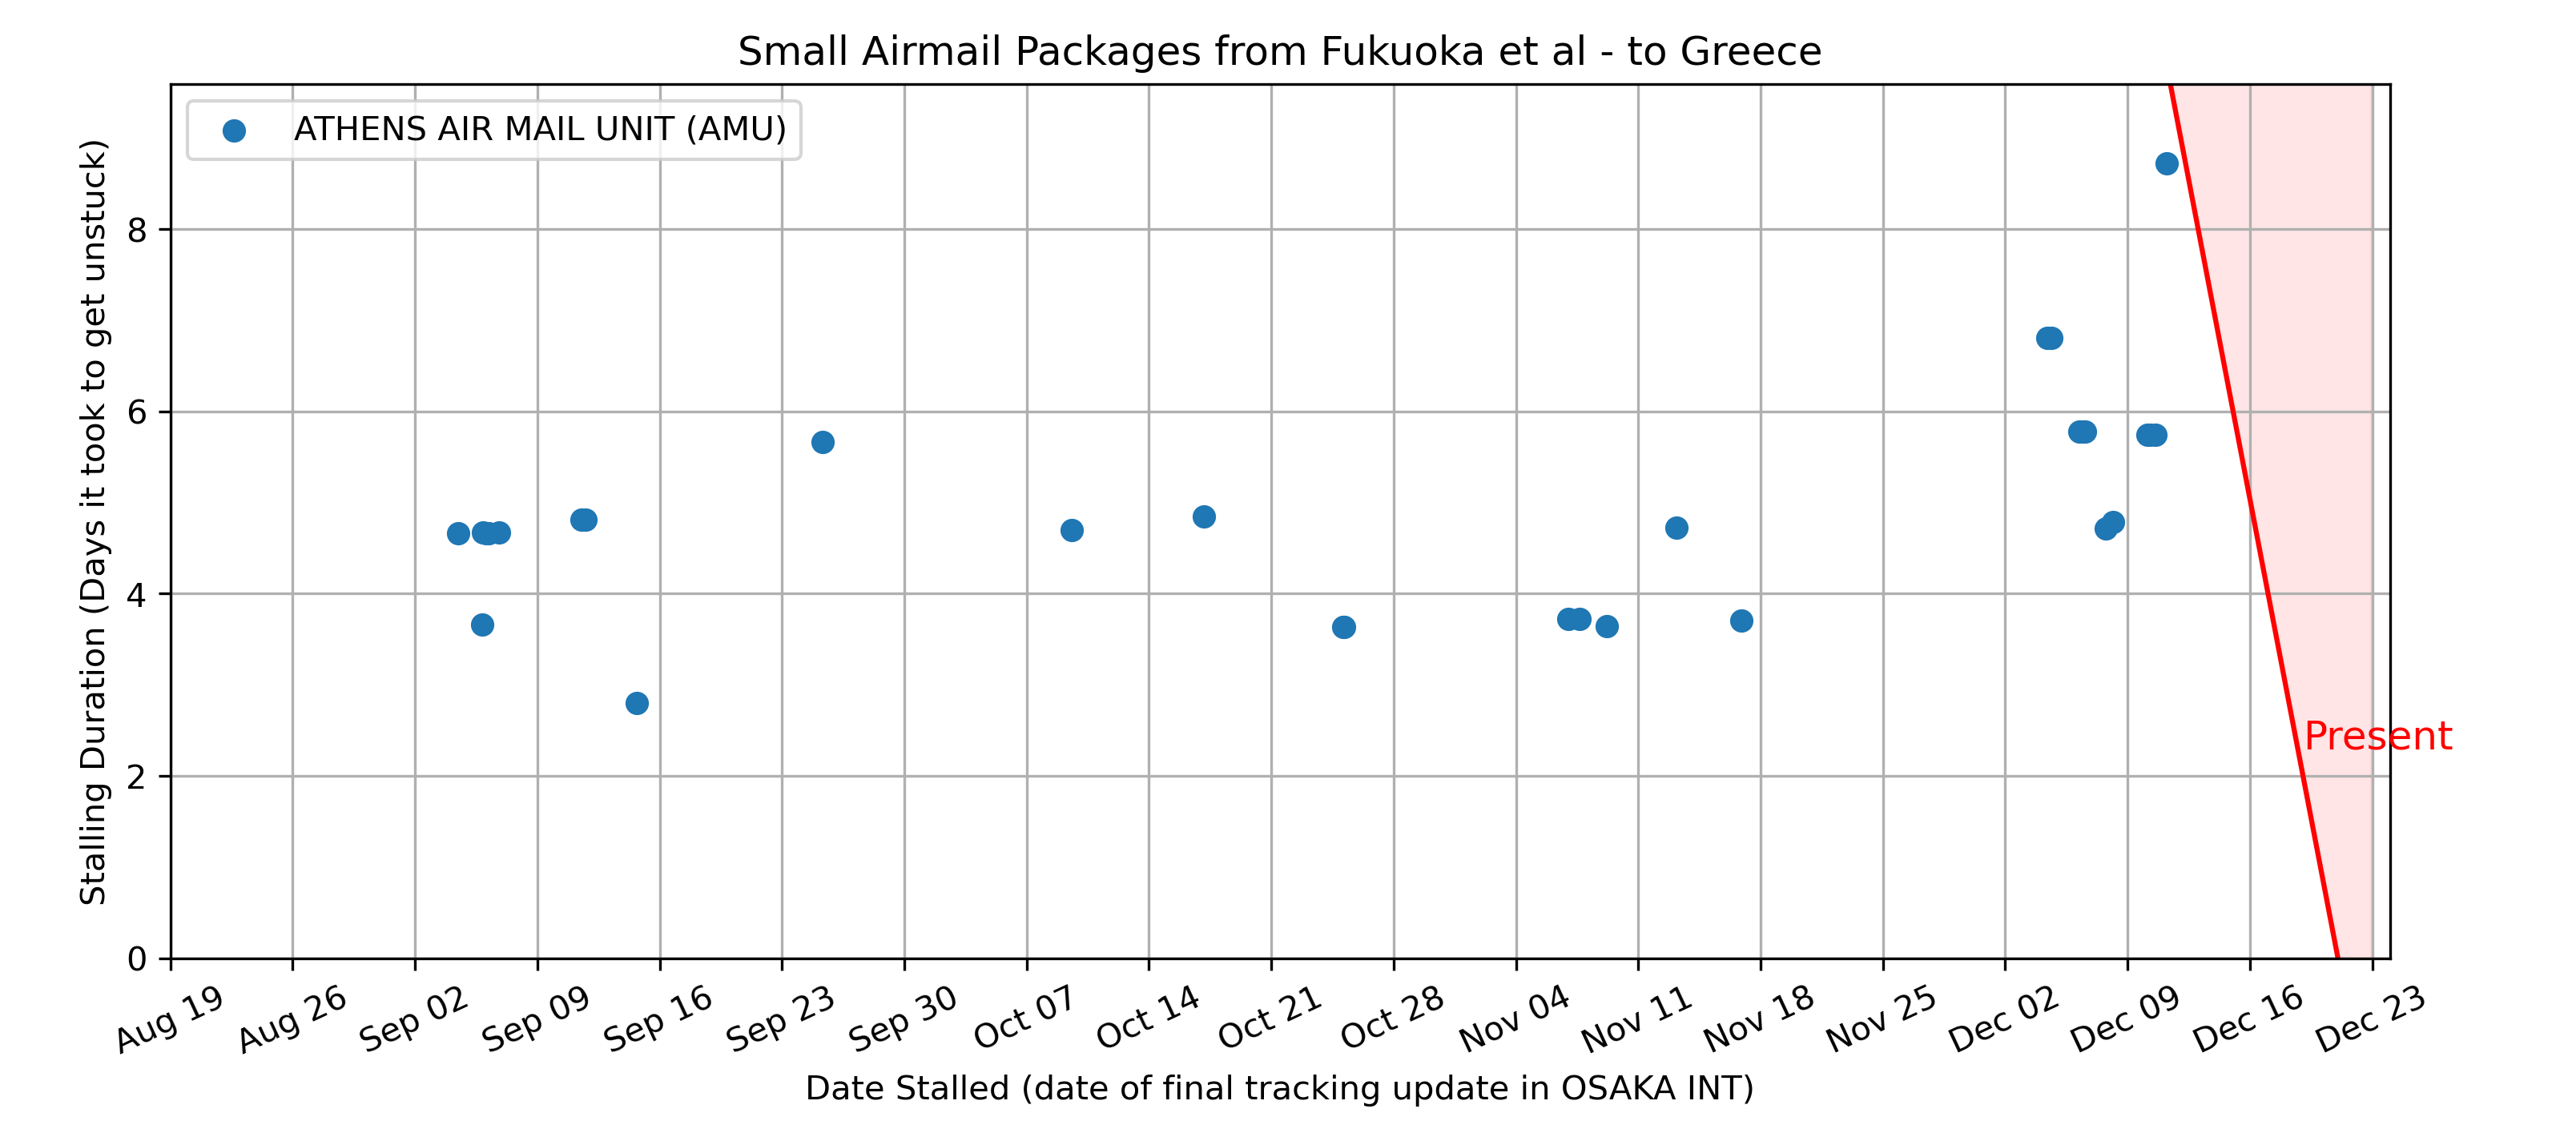 Small Airmail Packages from Fukuoka et al - to Greece
ATHENS AIR MAIL UNIT (AMU)
Stalling Duration (Days it took to get unstuck)
8
6
4
2
0
Present
Aug 19
Aug 26
Sep 02
Sep 09
Sep 16
Sep 23
Sep 30
Oct 07
Oct 14
Oct 21
Oct 28
Nov 04
Nov 11
Nov 18
Nov 25
Dec 02
Dec 09
Dec 16
Dec 23
Date Stalled (date of final tracking update in OSAKA INT)